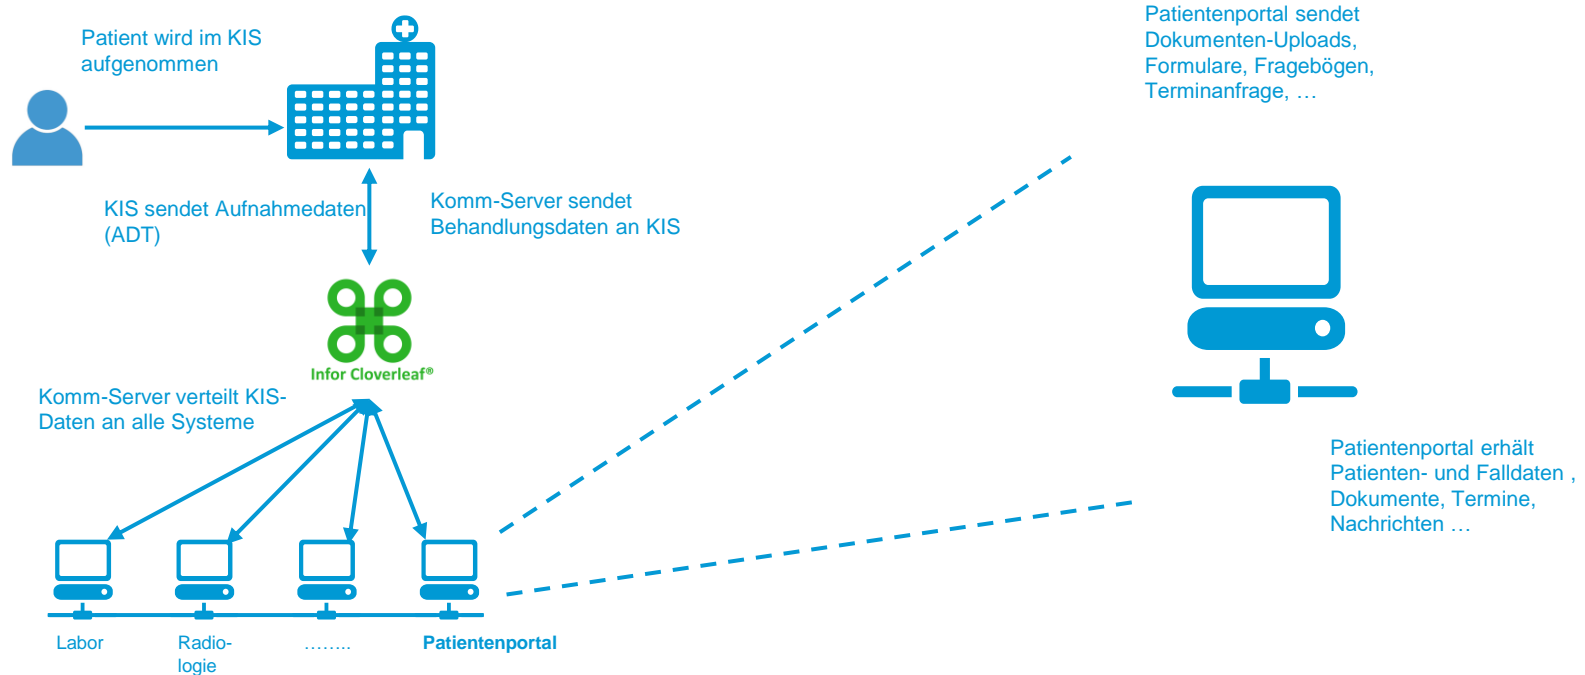 Patient wird im KIS
aufgenommen
Patientenportal sendet
Dokumenten-Uploads,
Formulare, Fragebögen,
Terminanfrage, …
KIS sendet Aufnahmedaten
(ADT)
Komm-Server sendet
Behandlungsdaten an KIS
Infor Cloverleaf®
Komm-Server verteilt KIS-
Daten an alle Systeme
Patientenportal erhält
Patienten- und Falldaten ,
Dokumente, Termine,
Nachrichten …
Labor
Radio-
logie
……..
Patientenportal